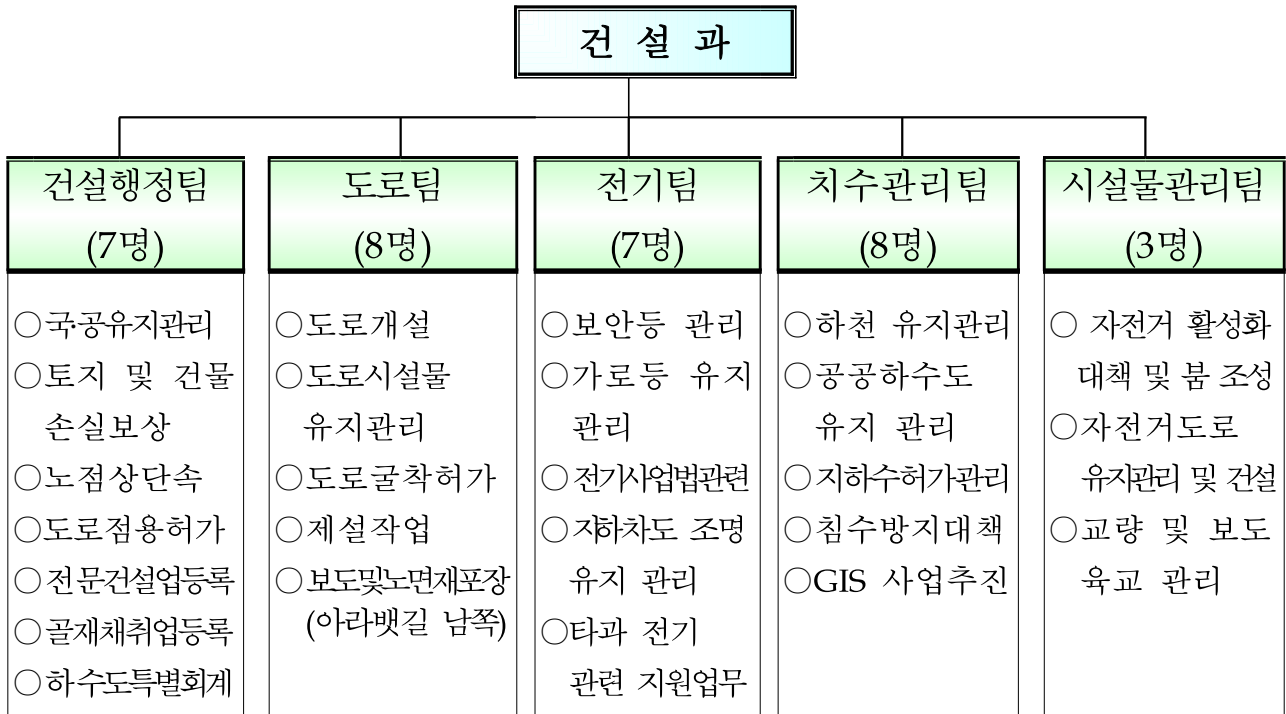 건 설 과
건설행정팀
(7명)
○국·공유지관리
○토지 및 건물
손실보상
○노점상단속
○도로점용허가
○전문건설업등록
○골재채취업등록
○하수도특별회계
도로팀
(8명)
○도로개설
○도로시설물
유지관리
○도로굴착허가
○제설작업
○보도및노면재포장
(아라뱃길 남쪽)
전기팀
(7명)
○보안등 관리
○가로등 유지
관리
○전기사업법관련
○지하차도 조명
유지 관리
○타과 전기
관련 지원업무
치수관리팀
(8명)
○하천 유지관리
○공공하수도
유지 관리
○지하수허가관리
○침수방지대책
○GIS 사업추진
시설물관리팀
(3명)
○ 자전거 활성화
대책 및 붐 조성
○자전거도로
유지관리 및 건설
○교량 및 보도
육교 관리